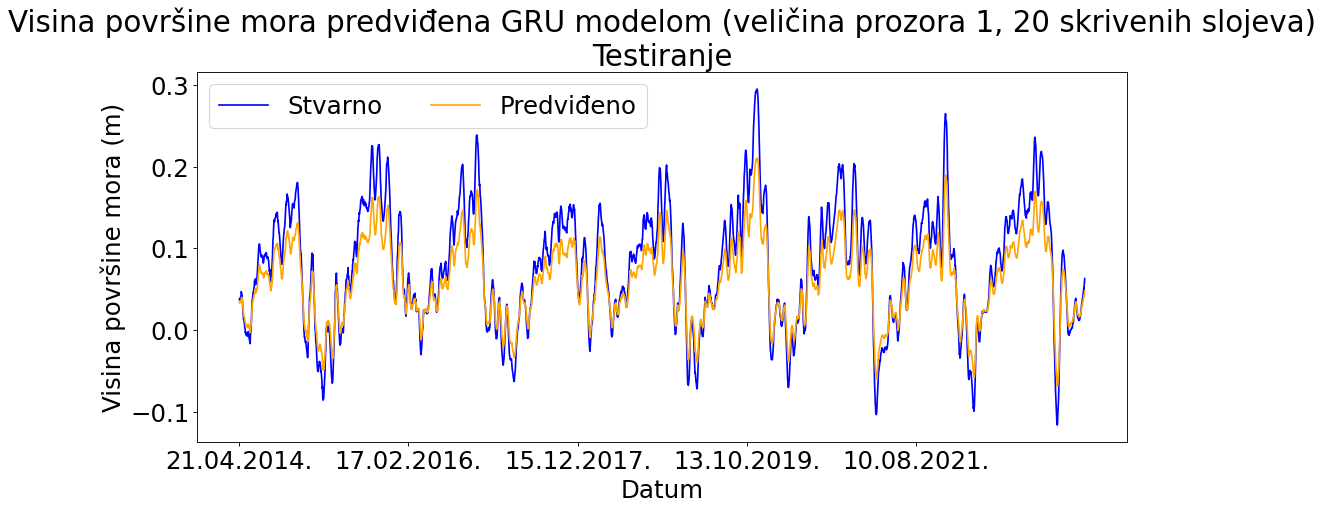 Visina površine mora predviđena GRU modelom (veličina prozora 1, 20 skrivenih slojeva)
Testiranje
Stvarno Predviđeno
Visina površine mora (m)
0.3
0.2
0.1
0.0
−0.1
21.04.2014. 17.02.2016. 15.12.2017. 13.10.2019. 10.08.2021.
Datum